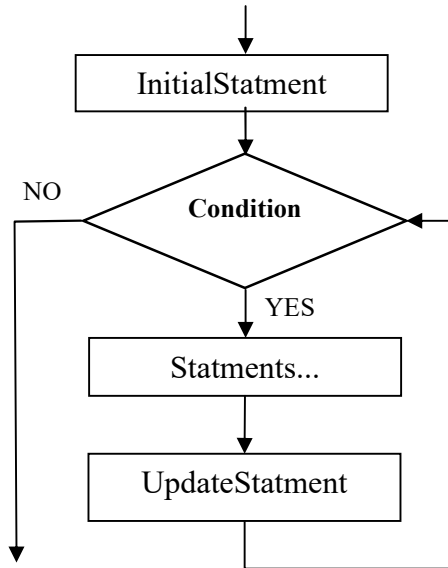 InitialStatment
NO
Condition
YES
Statments...
UpdateStatment